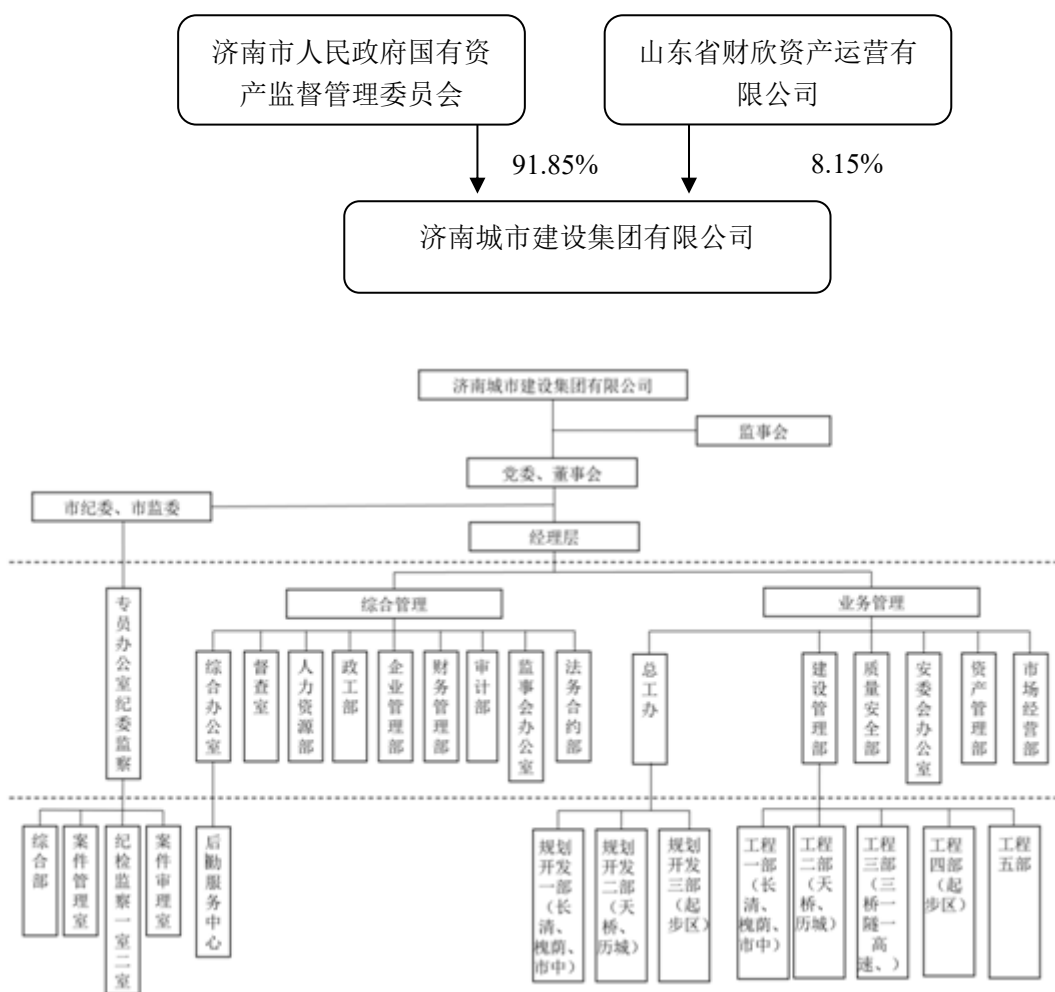 济南市人民政府国有资
产监督管理委员会
山东省财欣资产运营有
限公司
91.85%
8.15%
济南城市建设集团有限公司
济南城市建设集团有限公司
监事会
党委、董事会
市纪委、市监委
经理层
综合管理
业务管理
专员办公室纪委监察
综合办公室
督查室
人力资源部
政工部
企业管理部
财务管理部
审计部
监事会办公室
法务合约部
总工办
建设管理部
质量安全部
安委会办公室
资产管理部
市场经营部
综合部
案件管理室
纪检监察一室二室
案件审理室
后勤服务中心
规划
开发
一部
（长
清、
槐荫、
市中）
规划
开发
二部
（天
桥、
历城）
规划
开发
三部
（起
步区）
工程
一部
（长
清、
槐荫、
市中）
工程
二部
（天
桥、
历城）
工程
三部
（三
桥一
隧一
高
速、）
工程
四部
（起
步区）
工程
五部